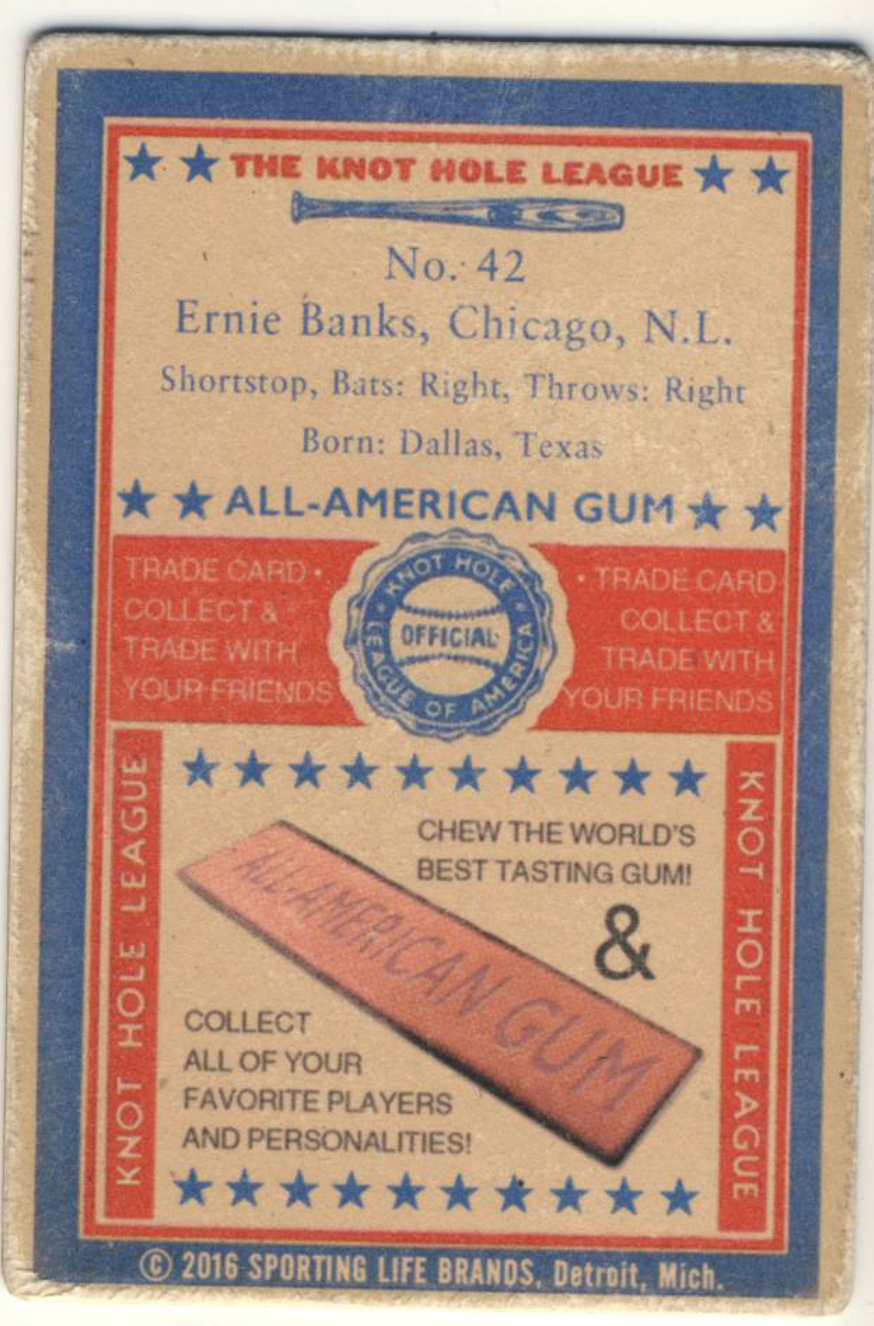 THE KNOT HOLE LEAGUE
No. 42
Ernie Banks, Chicago, N.L.
Shortstop, Bats: Right, Throws: Right
Born: Dallas, Texas
ALL-AMERICAN GUM
TRADE CARD •
COLLECT &
TRADE WITH
YOUR FRIENDS
• KNOT HOLE •
LEAGUE OF AMERICA
OFFICIAL
• TRADE CARD
COLLECT &
TRADE WITH
YOUR FRIENDS
KNOT HOLE LEAGUE
CHEW THE WORLD'S
BEST TASTING GUM!
&
ALL-AMERICAN GUM
COLLECT
ALL OF YOUR
FAVORITE PLAYERS
AND PERSONALITIES!
KNOT HOLE LEAGUE
© 2016 SPORTING LIFE BRANDS, Detroit, Mich.